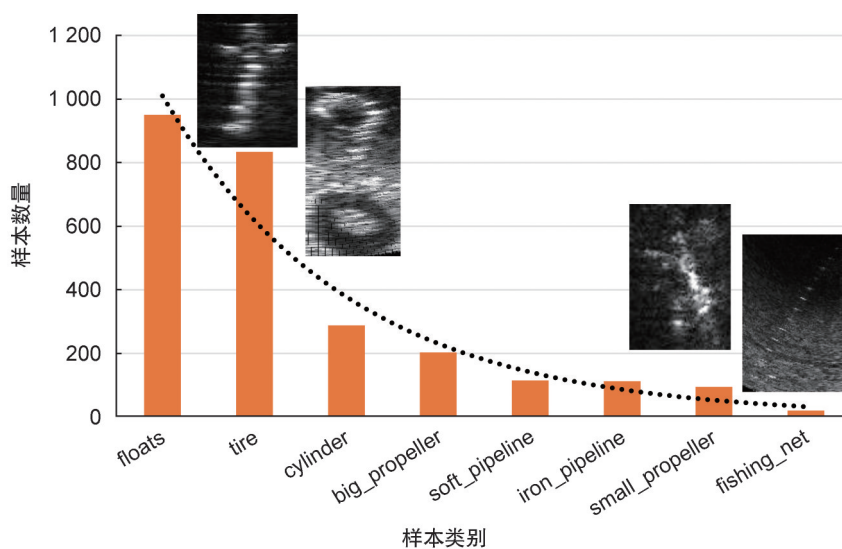 1 200
1 000
800
600
400
200
0
样本数量
floats
tire
cylinder
big_propeller
soft_pipeline
iron_pipeline
small_propeller
fishing_net
样本类别